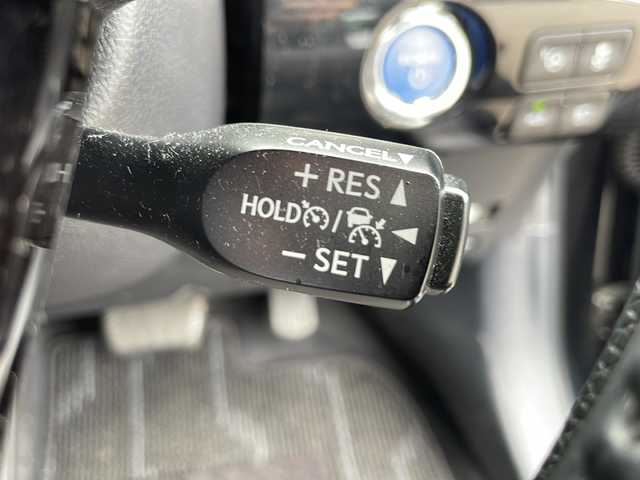 CANCEL▼
+ RES ▲
HOLD / ◀
− SET ▼